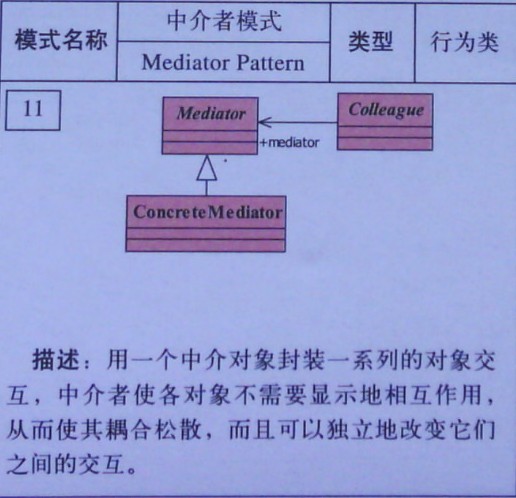 模式名称
中介者模式
Mediator Pattern
类型
行为类
11
Mediator
Colleague
+mediator
ConcreteMediator
描述：用一个中介对象封装一系列的对象交
互，中介者使各对象不需要显示地相互作用，
从而使其耦合松散，而且可以独立地改变它们
之间的交互。